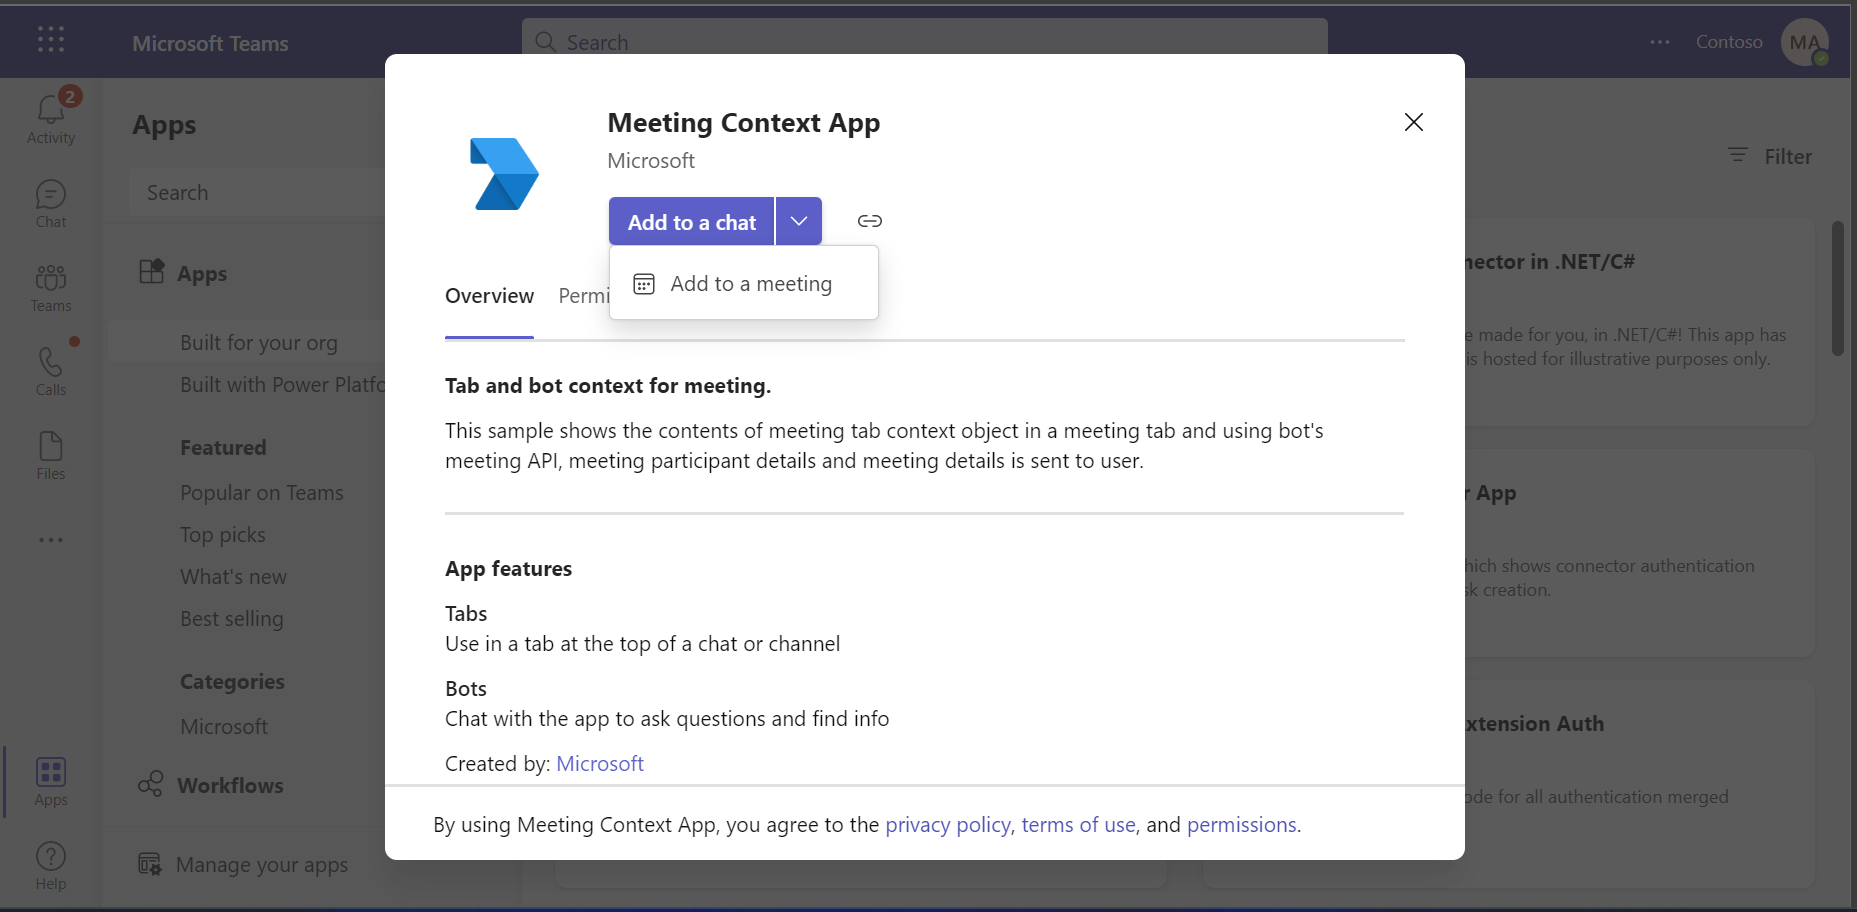 Microsoft Teams
Search
Contoso
MA
2
Activity
Chat
Teams
Calls
Files
Apps
Help
Apps
Search
Apps
Built for your org
Built with Power Platfo
Featured
Popular on Teams
Top picks
What's new
Best selling
Categories
Microsoft
Workflows
Manage your apps
Meeting Context App
Microsoft
Add to a chat
Add to a meeting
Overview
Permi
Tab and bot context for meeting.
This sample shows the contents of meeting tab context object in a meeting tab and using bot's
meeting API, meeting participant details and meeting details is sent to user.
App features
Tabs
Use in a tab at the top of a chat or channel
Bots
Chat with the app to ask questions and find info
Created by: Microsoft
By using Meeting Context App, you agree to the privacy policy, terms of use, and permissions.
Filter
nector in .NET/C#
e made for you, in .NET/C#! This app has
is hosted for illustrative purposes only.
r App
hich shows connector authentication
sk creation.
xtension Auth
ode for all authentication merged